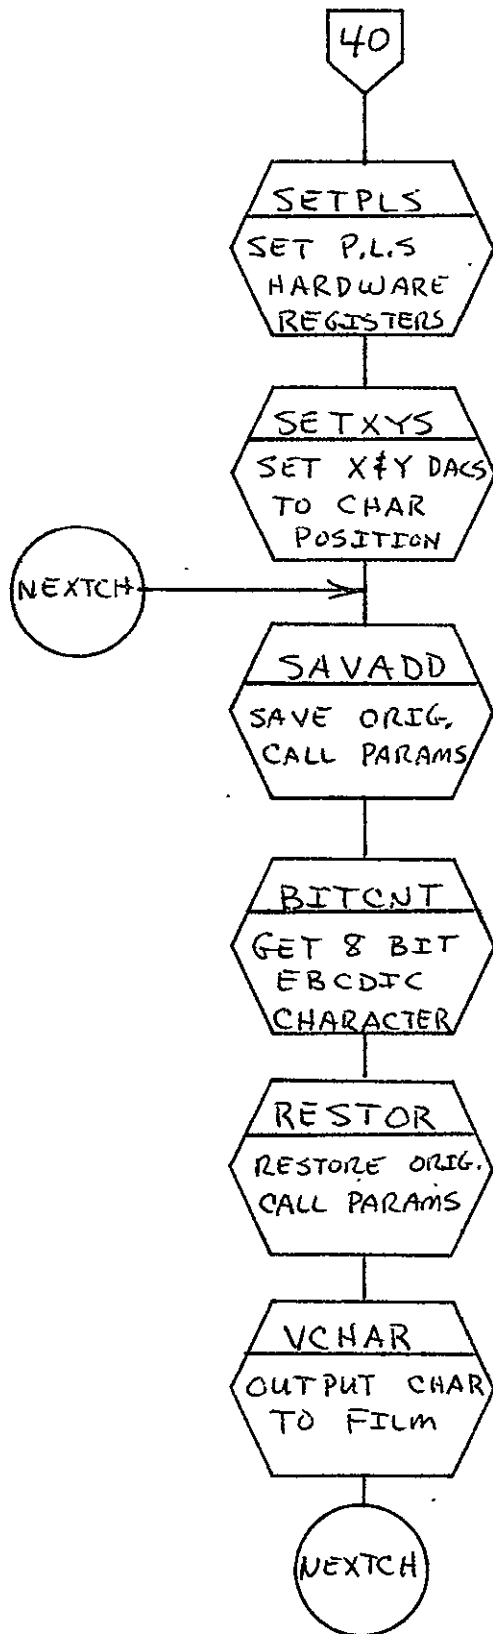 40
SETPLS
SET P.L.S
HARDWARE
REGISTERS
SETXYS
SET X&Y DACS
TO CHAR
POSITION
NEXTCH
SAVADD
SAVE ORIG.
CALL PARAMS
BITCNT
GET 8 BIT
EBCDIC
CHARACTER
RESTOR
RESTORE ORIG.
CALL PARAMS
VCHAR
OUTPUT CHAR
TO FILM
NEXTCH